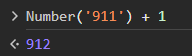 > Number('911') + 1
<· 912